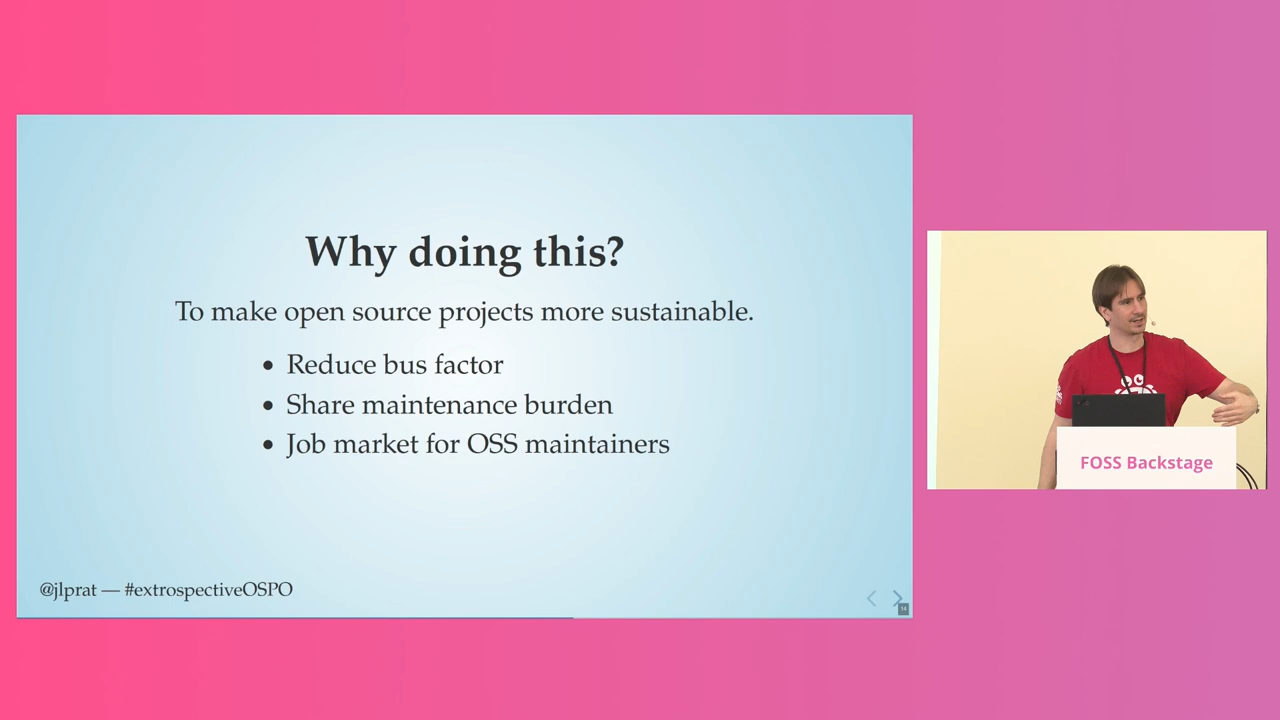 Why doing this?
To make open source projects more sustainable.
• Reduce bus factor
• Share maintenance burden
• Job market for OSS maintainers
@jlprat — #extrospectiveOSPO
14
FOSS Backstage